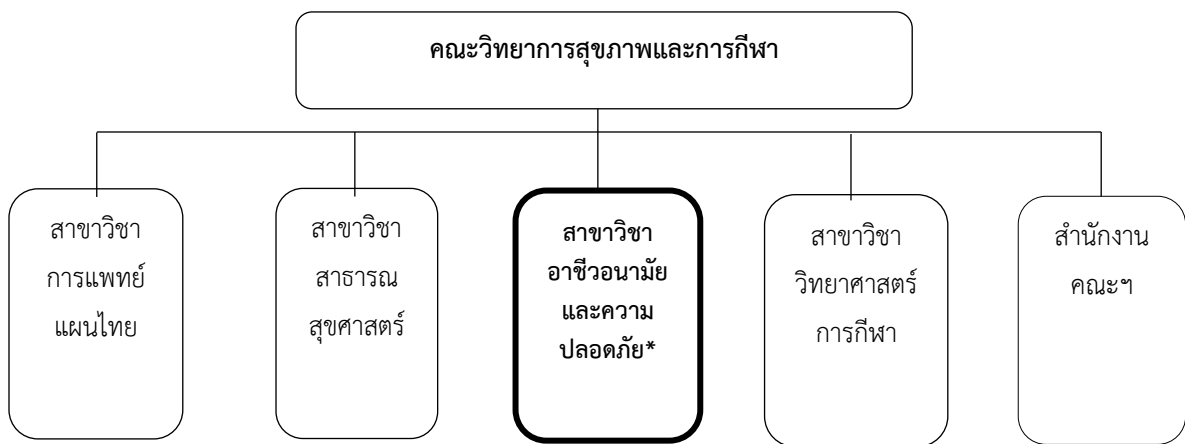 คณะวิทยาการสุขภาพและการกีฬา
สาขาวิชา
การแพทย์
แผนไทย
สาขาวิชา
สาธารณ
สุขศาสตร์
สาขาวิชา
อาชีวอนามัย
และความ
ปลอดภัย*
สาขาวิชา
วิทยาศาสตร์
การกีฬา
สำนักงาน
คณะฯ